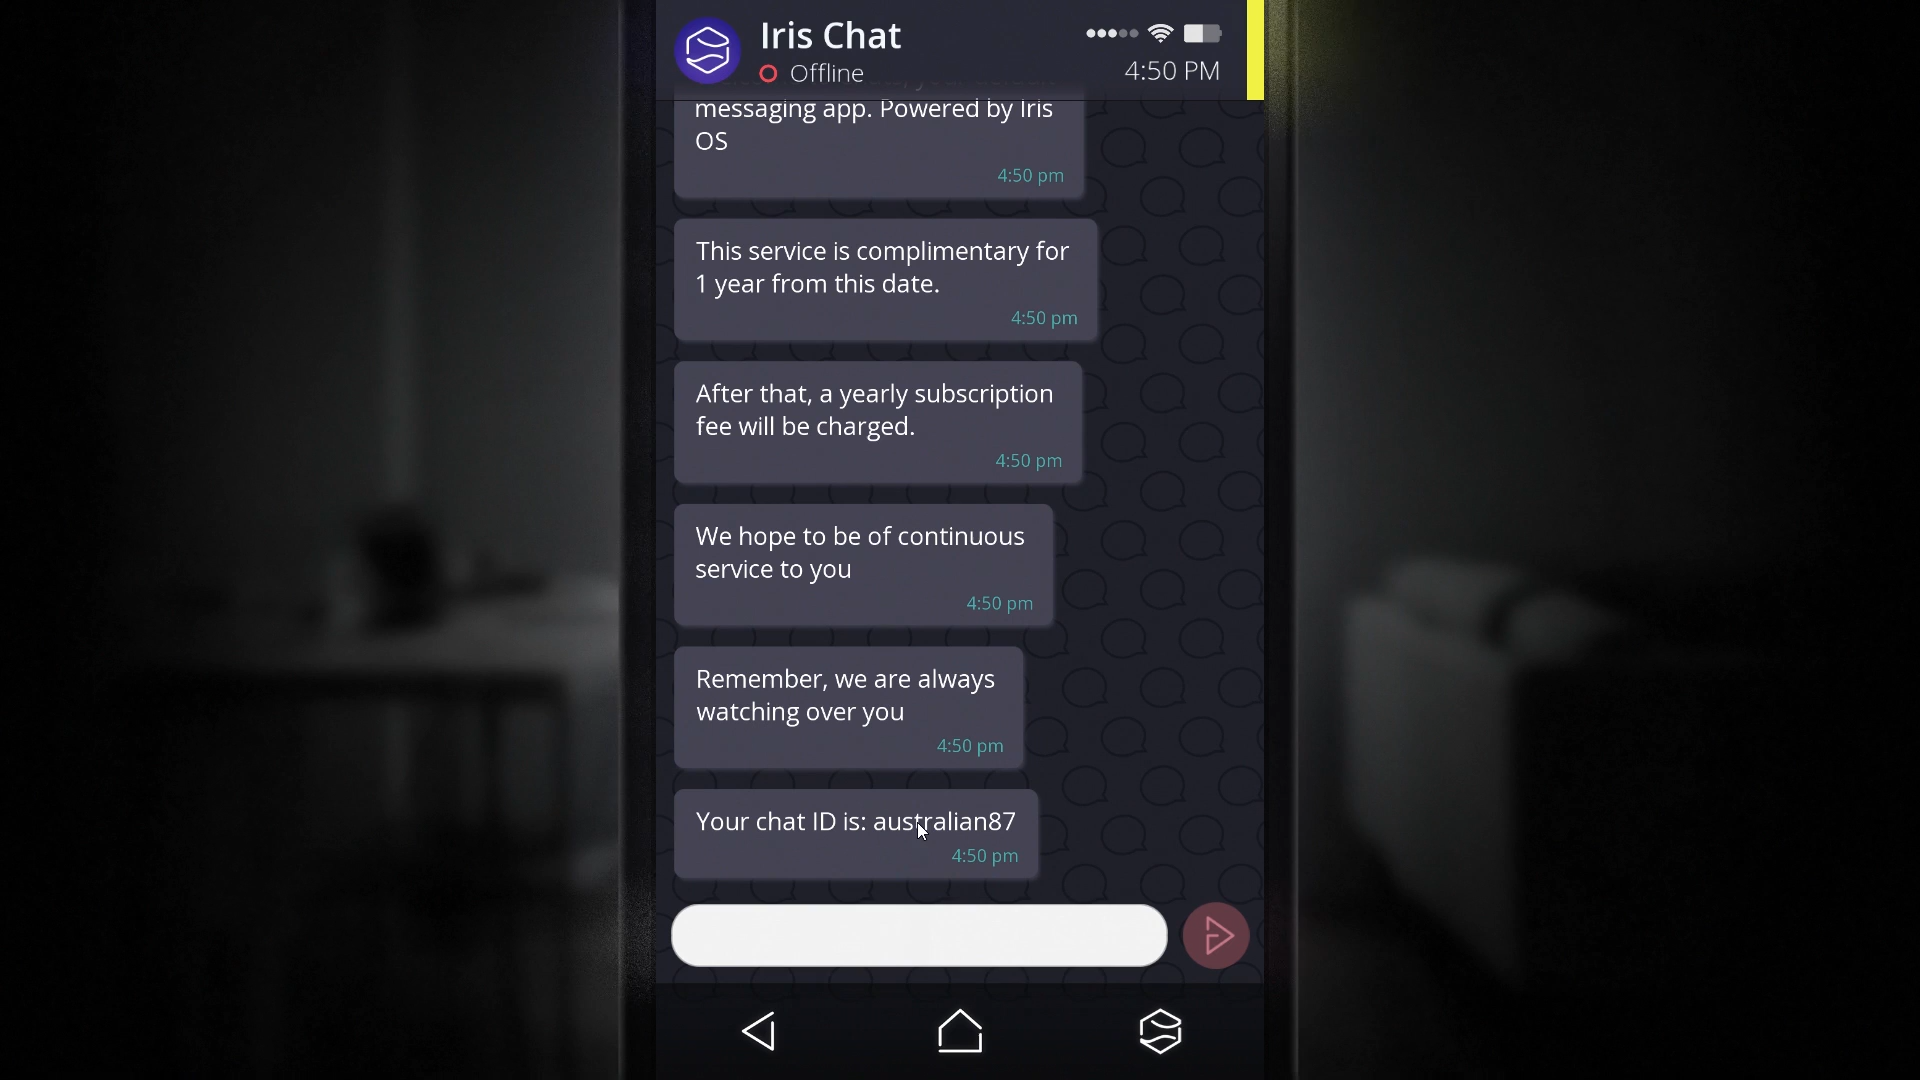 Iris Chat
Offline
4:50 PM
messaging app. Powered by Iris
OS
4:50 pm
This service is complimentary for
1 year from this date.
4:50 pm
After that, a yearly subscription
fee will be charged.
4:50 pm
We hope to be of continuous
service to you
4:50 pm
Remember, we are always
watching over you
4:50 pm
Your chat ID is: australian87
4:50 pm